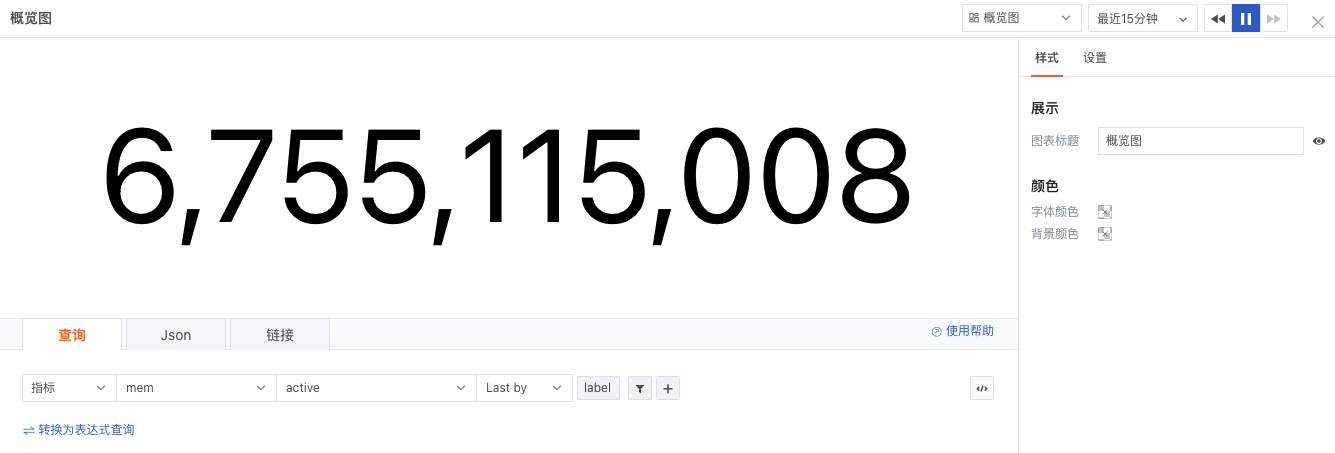 概览图
概览图
最近15分钟
6,755,115,008
样式
设置
展示
图表标题
概览图
颜色
字体颜色
背景颜色
查询
Json
链接
使用帮助
指标
mem
active
Last by
label
转换为表达式查询